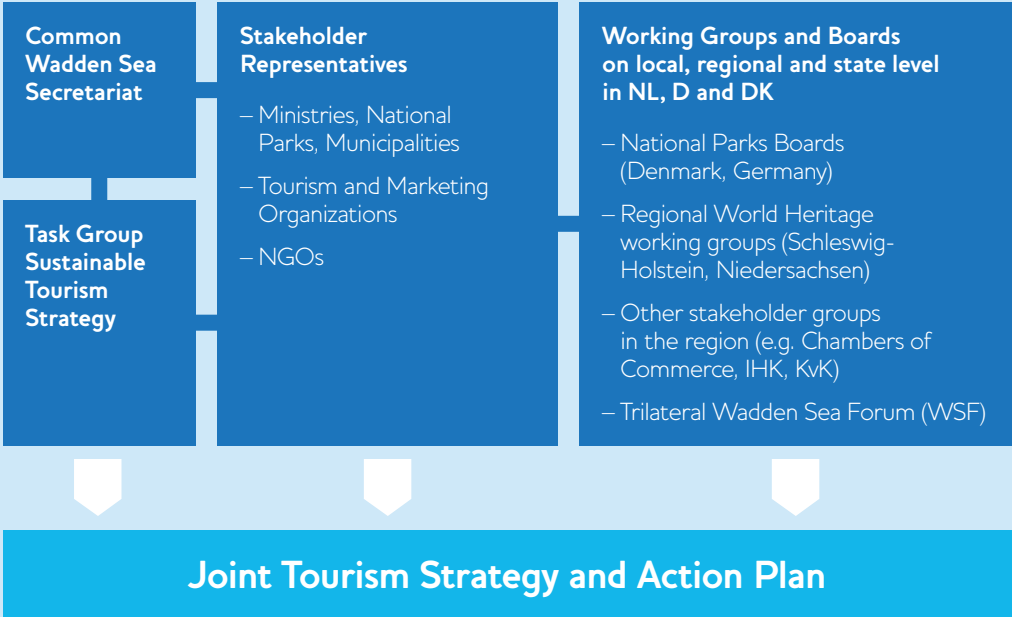 Common
Wadden Sea
Secretariat
Task Group
Sustainable
Tourism
Strategy
Stakeholder
Representatives
– Ministries, National
Parks, Municipalities
– Tourism and Marketing
Organizations
– NGOs
Working Groups and Boards
on local, regional and state level
in NL, D and DK
– National Parks Boards
(Denmark, Germany)
– Regional World Heritage
working groups (Schleswig-
Holstein, Niedersachsen)
– Other stakeholder groups
in the region (e.g. Chambers of
Commerce, IHK, KvK)
– Trilateral Wadden Sea Forum (WSF)
Joint Tourism Strategy and Action Plan